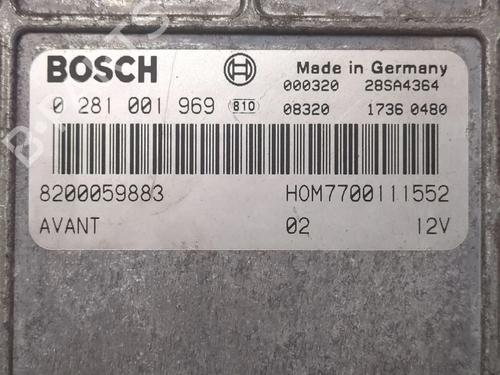 BOSCH Made in Germany
000320 28SA4364
0 281 001 969 810 08320 1736 0480
8200059883 HOM7700111552
AVANT 02 12V